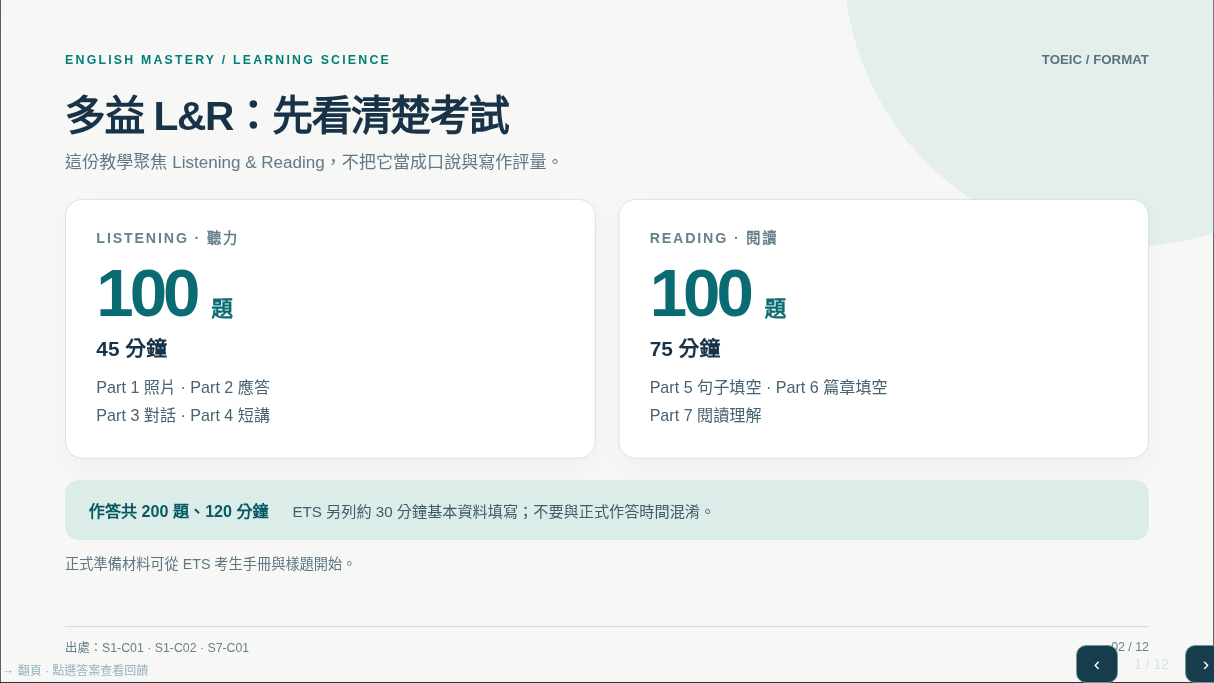 ENGLISH MASTERY / LEARNING SCIENCE
TOEIC / FORMAT
多益 L&R：先看清楚考試
這份教學聚焦 Listening & Reading，不把它當成口說與寫作評量。
LISTENING · 聽力
100 題
45 分鐘
Part 1 照片 · Part 2 應答
Part 3 對話 · Part 4 短講
READING · 閱讀
100 題
75 分鐘
Part 5 句子填空 · Part 6 篇章填空
Part 7 閱讀理解
作答共 200 題、120 分鐘 ETS 另列約 30 分鐘基本資料填寫；不要與正式作答時間混淆。
正式準備材料可從 ETS 考生手冊與樣題開始。
出處：S1-C01 · S1-C02 · S7-C01
02 / 12
→ 翻頁 · 點選答案查看回饋
‹ 1 / 12 ›